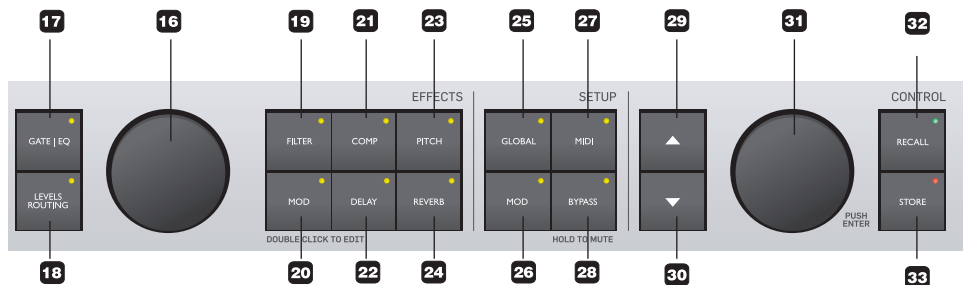 17 16 19 21 23 25 27 29 31 32
EFFECTS SETUP CONTROL
GATE | EQ FILTER COMP PITCH GLOBAL MIDI RECALL
LEVELS
ROUTING MOD DELAY REVERB MOD BYPASS STORE
PUSH
ENTER
DOUBLE CLICK TO EDIT HOLD TO MUTE
18 20 22 24 26 28 30 33